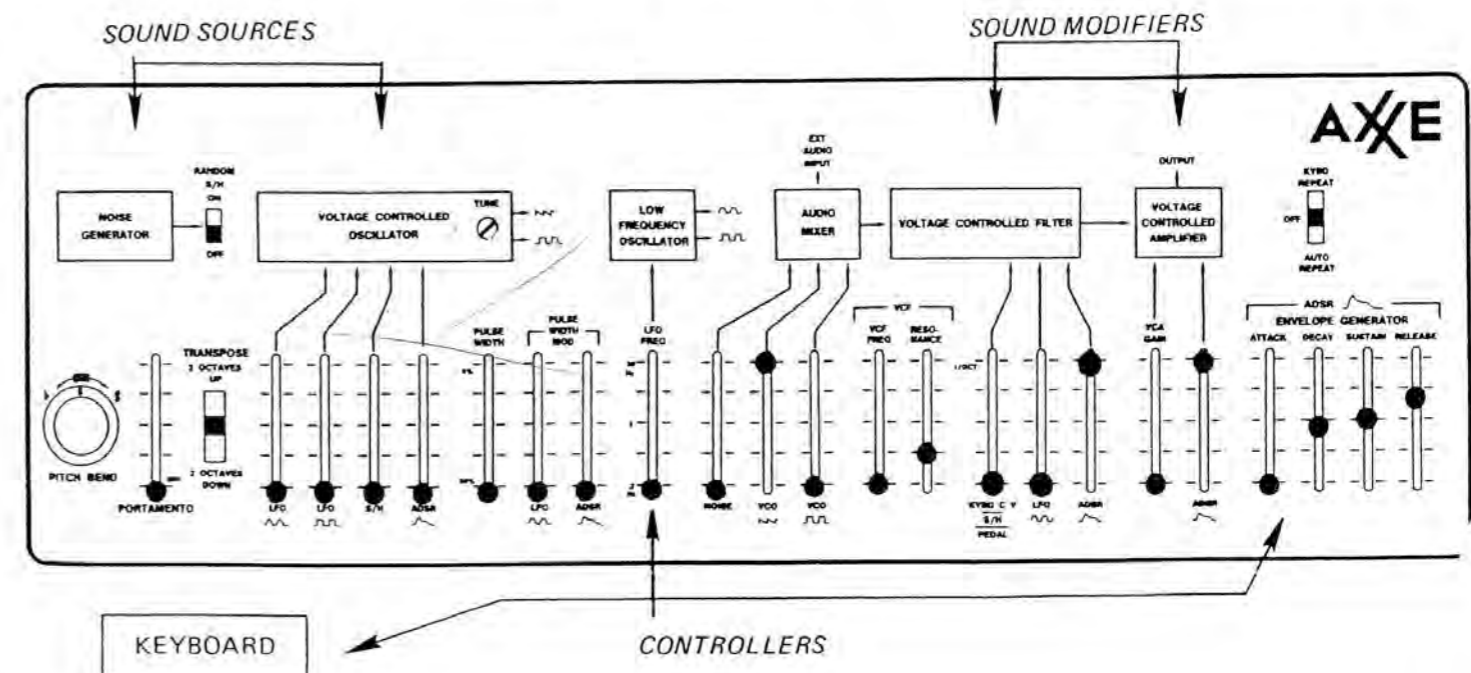 SOUND SOURCES
SOUND MODIFIERS
AXXE
NOISE
GENERATOR
RANDOM
S/H
ON
OFF
VOLTAGE CONTROLLED
OSCILLATOR
TUNE
LOW
FREQUENCY
OSCILLATOR
EXT
AUDIO
INPUT
AUDIO
MIXER
VOLTAGE CONTROLLED FILTER
OUTPUT
VOLTAGE
CONTROLLED
AMPLIFIER
KYBD
REPEAT
OFF
AUTO
REPEAT
PITCH BEND
PORTAMENTO
TRANSPOSE
2 OCTAVES
UP
2 OCTAVES
DOWN
LFO
LFO
S/H
ADSR
PULSE
WIDTH
PULSE
WIDTH
MOD
LFO
ADSR
LFO
FREQ
NOISE
VCO
VCO
VCF
VCF
FREQ
RESO-
NANCE
1/OCT
KYBD C V
S/H
PEDAL
LFO
ADSR
VCA
GAIN
ADSR
ADSR
ENVELOPE GENERATOR
ATTACK
DECAY
SUSTAIN
RELEASE
KEYBOARD
CONTROLLERS